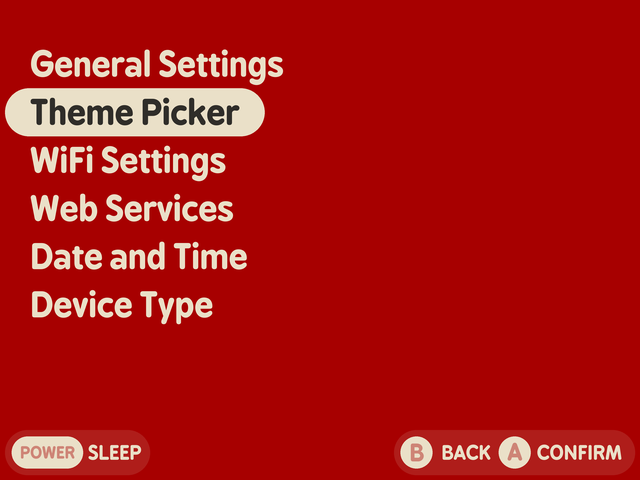 General Settings
Theme Picker
WiFi Settings
Web Services
Date and Time
Device Type
POWER SLEEP B BACK A CONFIRM